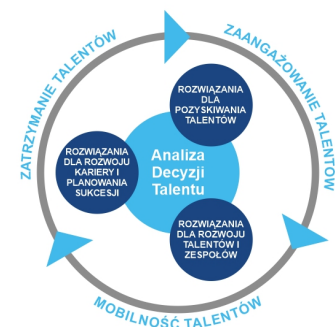 ZATRZYMANIE TALENTÓW
ZAANGAŻOWANIE TALENTÓW
ROZWIĄZANIA
DLA
POZYSKIWANIA
TALENTÓW
ROZWIĄZANIA
DLA ROZWOJU
KARIERY I
PLANOWANIA
SUKCESJI
Analiza
Decyzji
Talentu
ROZWIĄZANIA
DLA ROZWOJU
TALENTÓW I
ZESPOŁÓW
MOBILNOŚĆ TALENTÓW